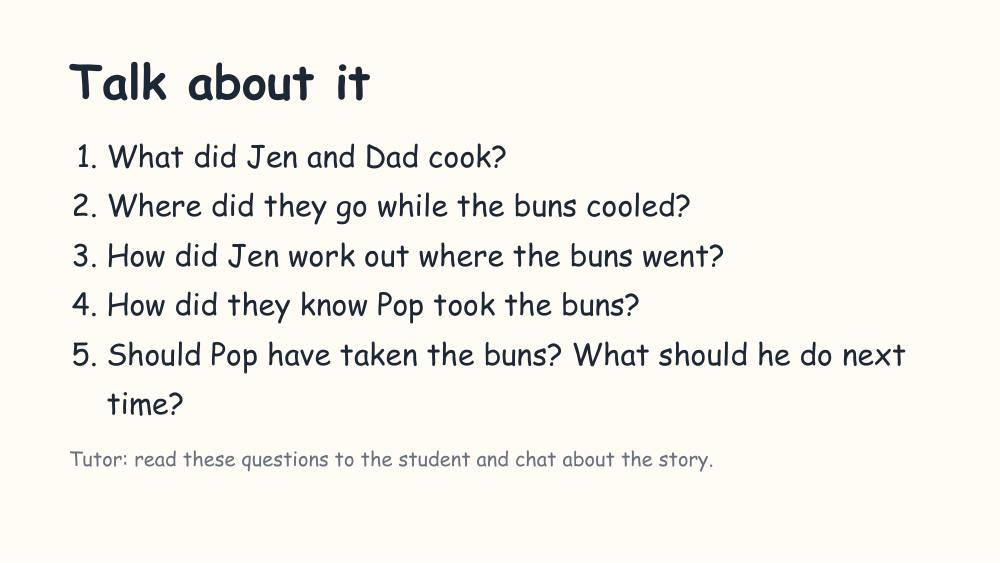 Talk about it
1. What did Jen and Dad cook?
2. Where did they go while the buns cooled?
3. How did Jen work out where the buns went?
4. How did they know Pop took the buns?
5. Should Pop have taken the buns? What should he do next
time?
Tutor: read these questions to the student and chat about the story.